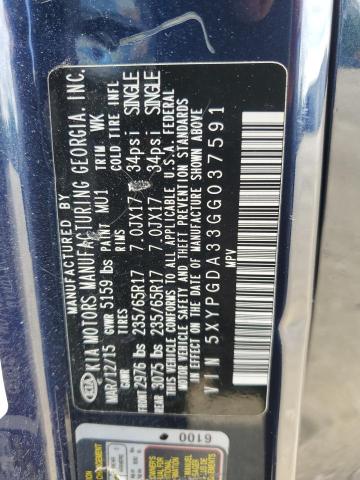 MANUFACTURED BY
KIA KIA MOTORS MANUFACTURING GEORGIA, INC.
MAR/12/15 GVWR 5159 lbs PAINT MU1 TRIM WK
GAWR TIRES RIMS COLD TIRE INFL
FRONT 2976 lbs 235/65R17 7.0JX17 34psi SINGLE
REAR 3075 lbs 235/65R17 7.0JX17 34psi SINGLE
THIS VEHICLE CONFORMS TO ALL APPLICABLE U.S.A. FEDERAL
MOTOR VEHICLE SAFETY AND THEFT PREVENTION STANDARDS
IN EFFECT ON THE DATE OF MANUFACTURE SHOWN ABOVE
VIN 5XYPGDA33GG037591
MPV
6100